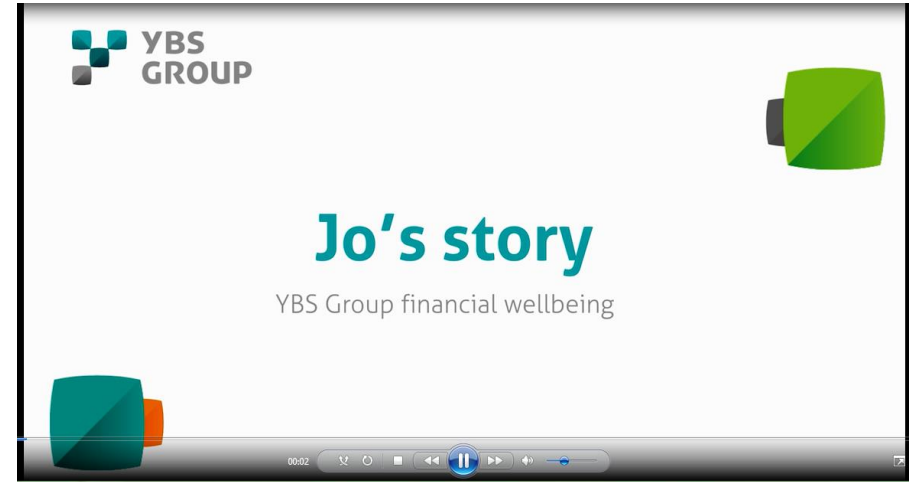 YBS
GROUP
Jo's story
YBS Group financial wellbeing
00:02